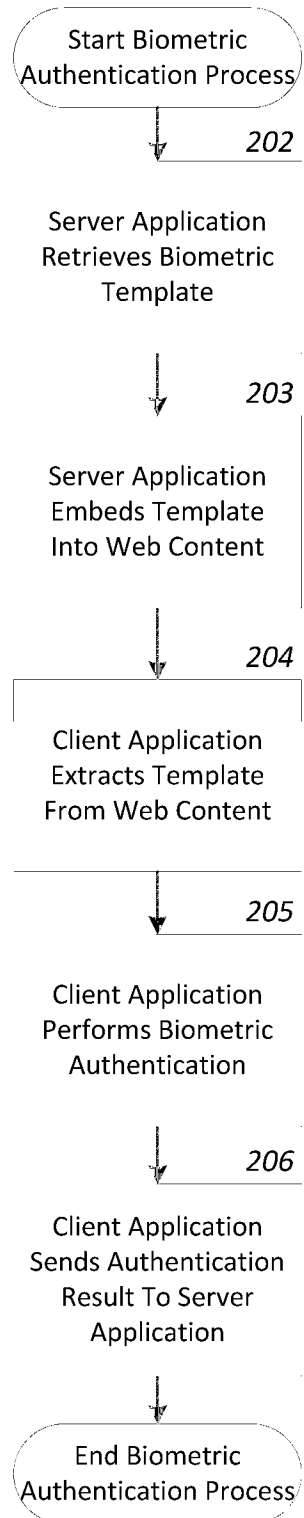 Start Biometric
Authentication Process
202
Server Application
Retrieves Biometric
Template
203
Server Application
Embeds Template
Into Web Content
204
Client Application
Extracts Template
From Web Content
205
Client Application
Performs Biometric
Authentication
206
Client Application
Sends Authentication
Result To Server
Application
End Biometric
Authentication Process